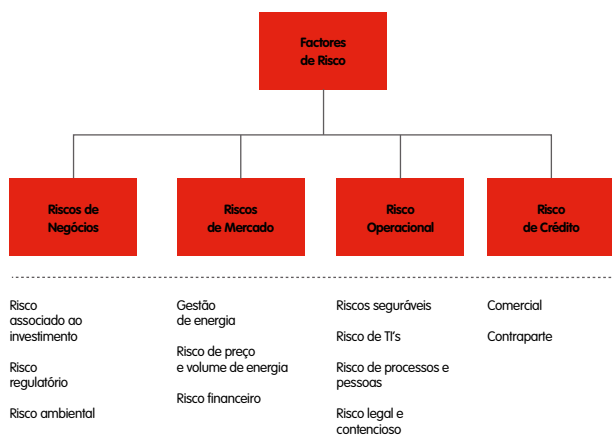 Factores
de Risco
Riscos de
Negócios
Riscos
de Mercado
Risco
Operacional
Risco
de Crédito
Risco
associado ao
investimento
Risco
regulatório
Risco ambiental
Gestão
de energia
Risco de preço
e volume de energia
Risco financeiro
Riscos seguráveis
Risco de TI's
Risco de processos e
pessoas
Risco legal e
contencioso
Comercial
Contraparte